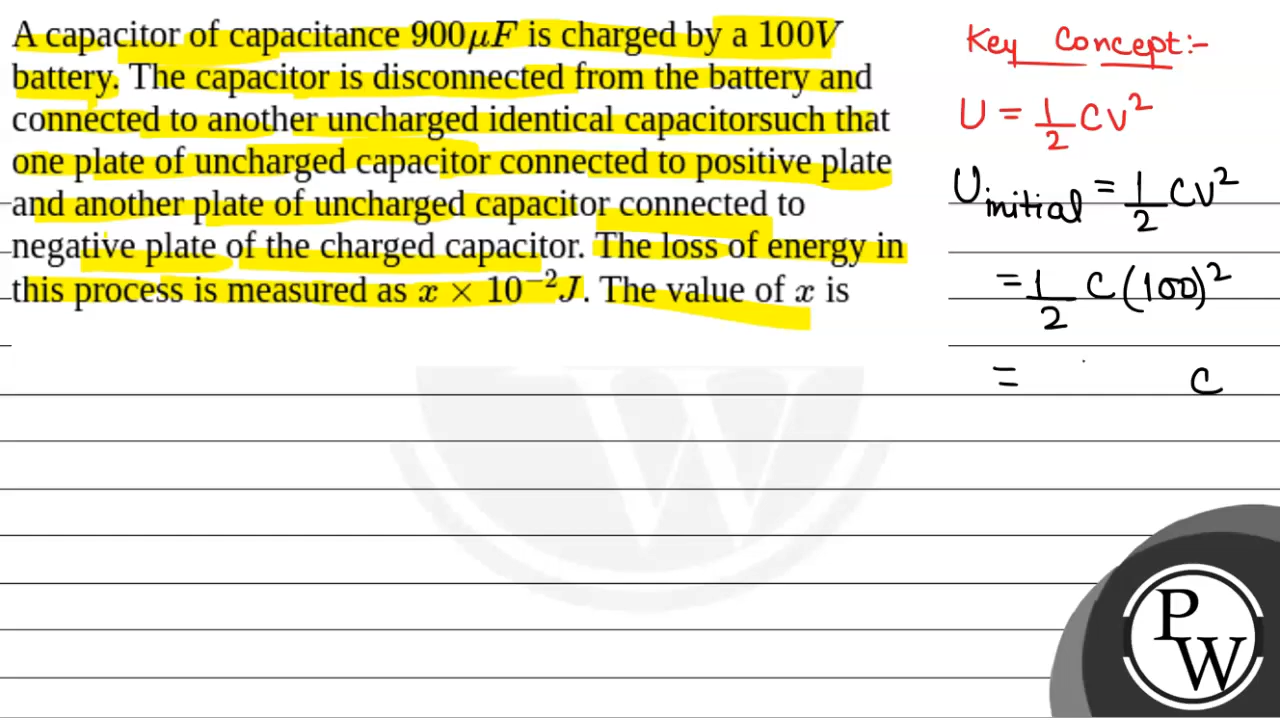 A capacitor of capacitance 900μF is charged by a 100V
battery. The capacitor is disconnected from the battery and
connected to another uncharged identical capacitorsuch that
one plate of uncharged capacitor connected to positive plate
and another plate of uncharged capacitor connected to
negative plate of the charged capacitor. The loss of energy in
this process is measured as x × 10⁻²J. The value of x is
Key Concept:-
U = 1/2 CV²
U initial = 1/2 CV²
= 1/2 C (100)²
= C
PW